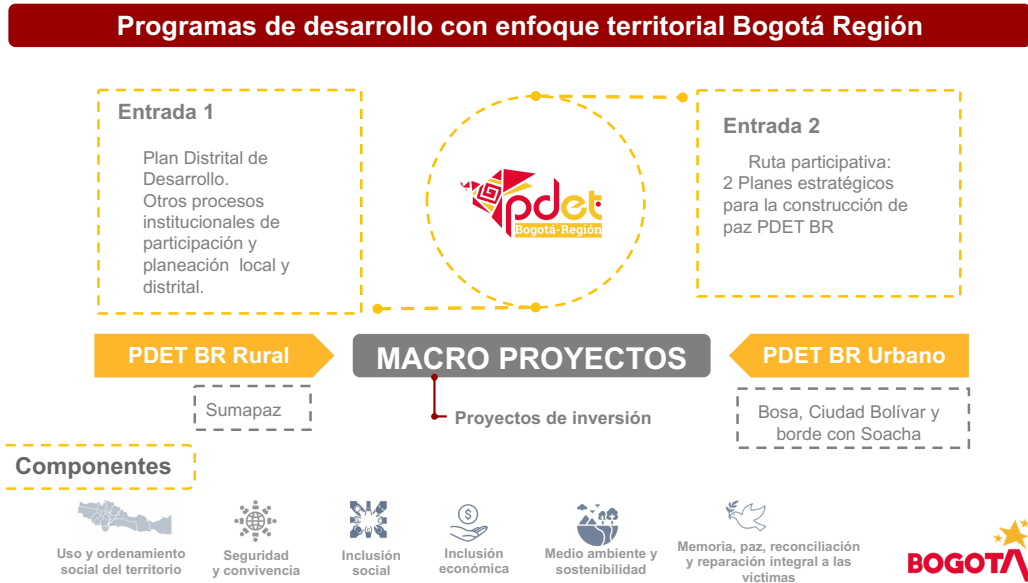 Programas de desarrollo con enfoque territorial Bogotá Región
Entrada 1
Plan Distrital de
Desarrollo.
Otros procesos
institucionales de
participación y
planeación local y
distrital.
pdet
Bogotá-Región
Entrada 2
Ruta participativa:
2 Planes estratégicos
para la construcción de
paz PDET BR
PDET BR Rural
MACRO PROYECTOS
PDET BR Urbano
Sumapaz
Proyectos de inversión
Bosa, Ciudad Bolívar y
borde con Soacha
Componentes
Uso y ordenamiento
social del territorio
Seguridad
y convivencia
Inclusión
social
Inclusión
económica
Medio ambiente y
sostenibilidad
Memoria, paz, reconciliación
y reparación integral a las
víctimas
BOGOTÁ